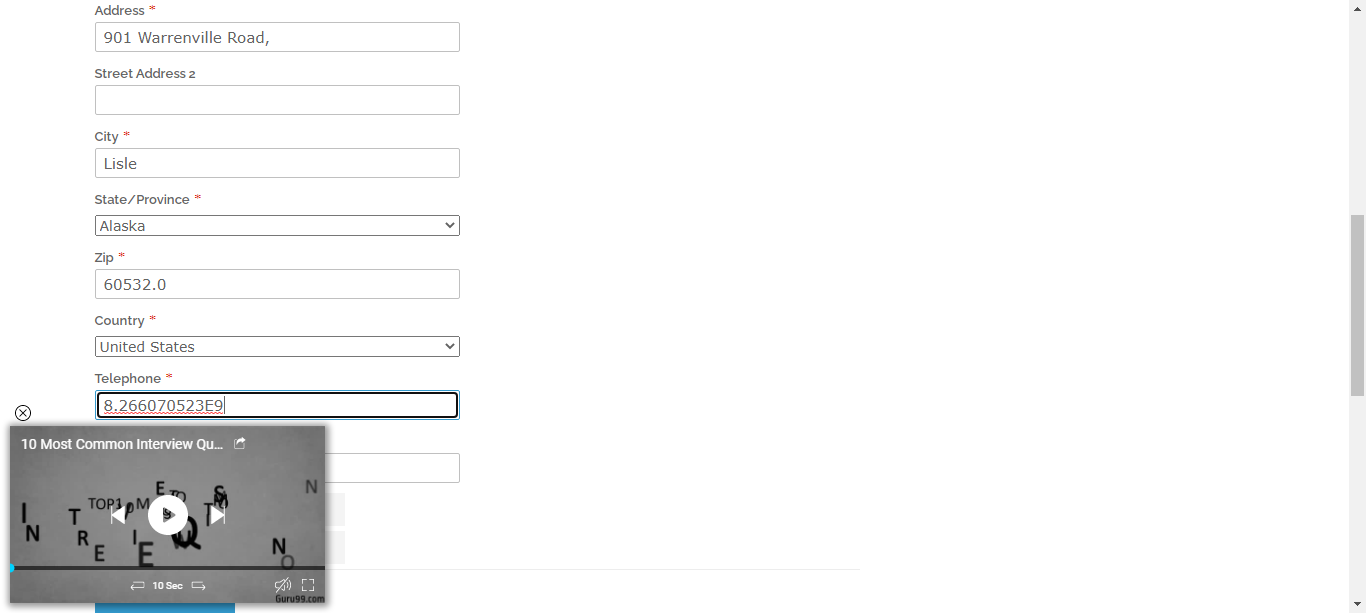 Address *
901 Warrenville Road,
Street Address 2
City *
Lisle
State/Province *
Alaska
Zip *
60532.0
Country *
United States
Telephone *
8.266070523E9
10 Most Common Interview Qu...
10 Sec
Guru99.com